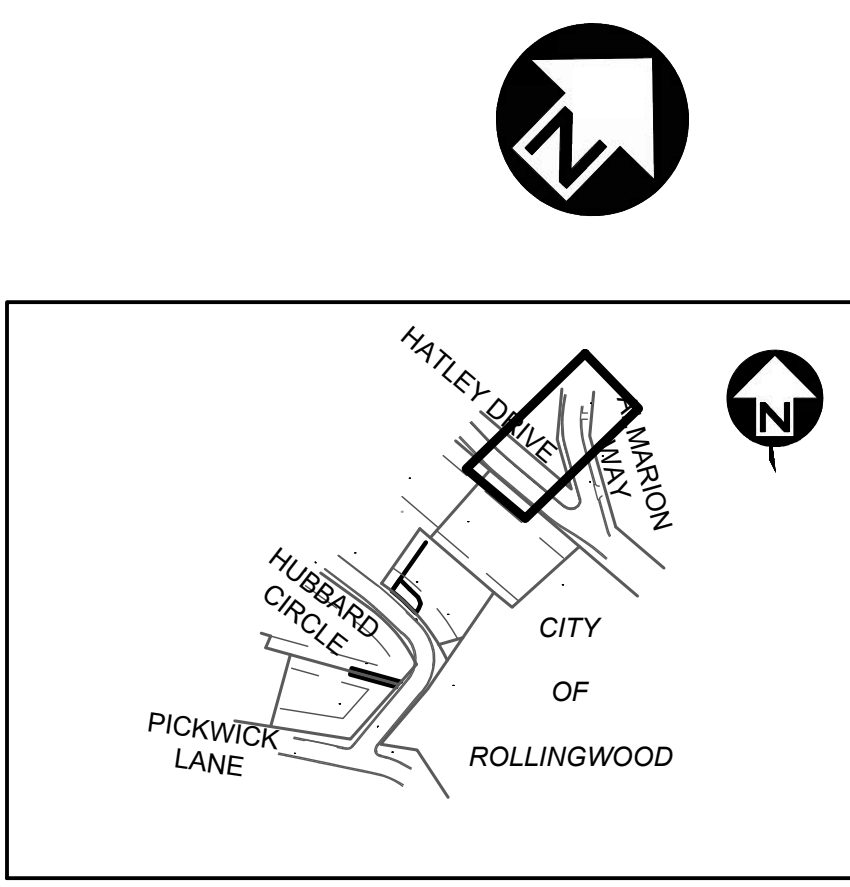 N
HATLEY DRIVE
N
MARION
WAY
HUBBARD
CIRCLE
CITY
OF
ROLLINGWOOD
PICKWICK
LANE